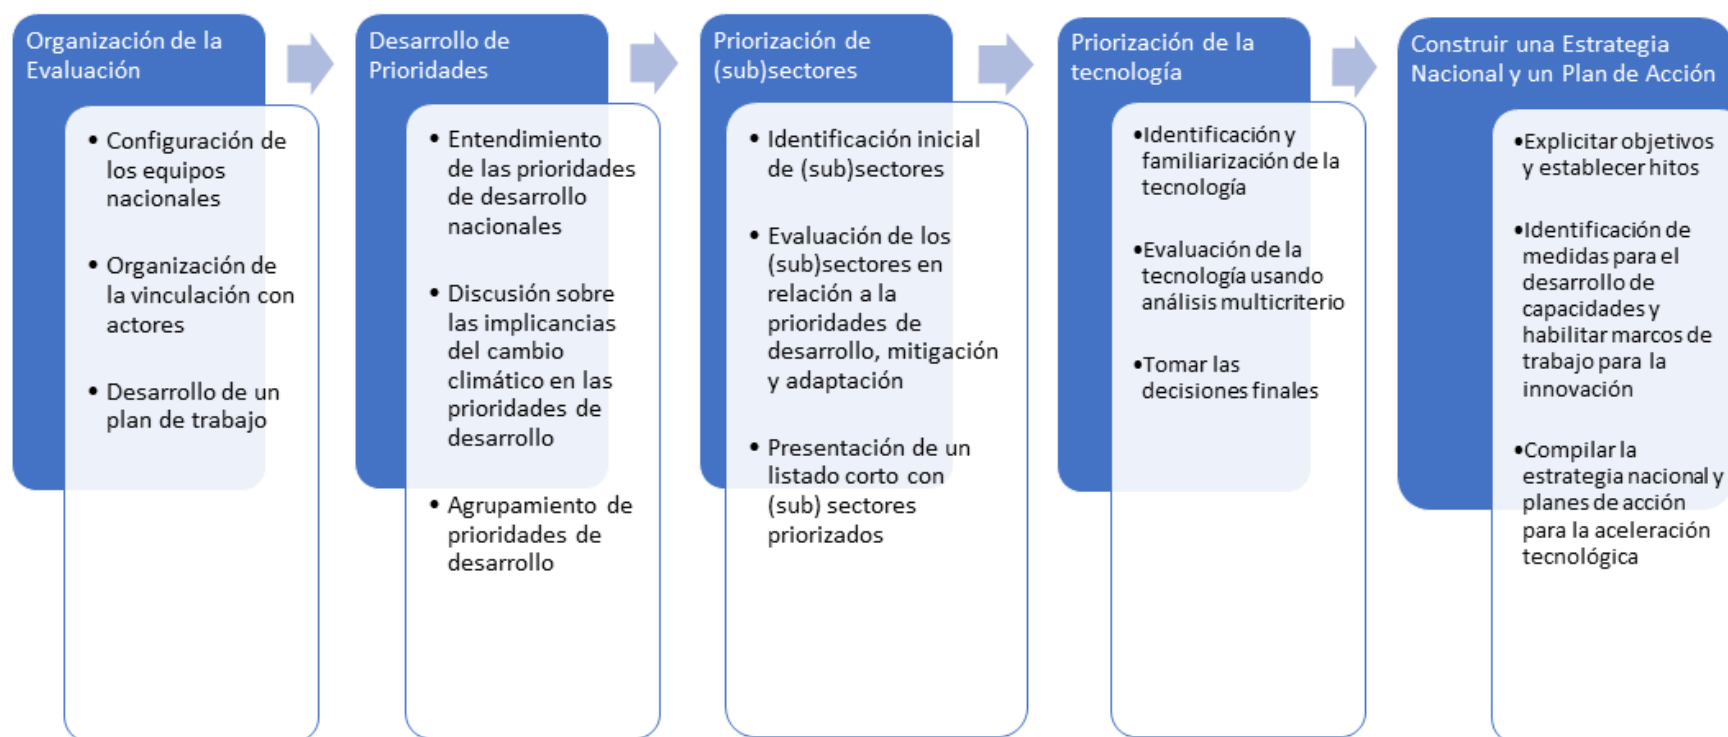 Organización de la
Evaluación
• Configuración de
los equipos
nacionales
• Organización de
la vinculación con
actores
• Desarrollo de un
plan de trabajo
Desarrollo de
Prioridades
• Entendimiento
de las prioridades
de desarrollo
nacionales
• Discusión sobre
las implicancias
del cambio
climático en las
prioridades de
desarrollo
• Agrupamiento de
prioridades de
desarrollo
Priorización de
(sub)sectores
• Identificación inicial
de (sub)sectores
• Evaluación de los
(sub)sectores en
relación a la
prioridades de
desarrollo, mitigación
y adaptación
• Presentación de un
listado corto con
(sub) sectores
priorizados
Priorización de la
tecnología
•Identificación y
familiarización de la
tecnología
•Evaluación de la
tecnología usando
análisis multicriterio
•Tomar las
decisiones finales
Construir una Estrategia
Nacional y un Plan de Acción
•Explicitar objetivos
y establecer hitos
•Identificación de
medidas para el
desarrollo de
capacidades y
habilitar marcos de
trabajo para la
innovación
•Compilar la
estrategia nacional y
planes de acción
para la aceleración
tecnológica